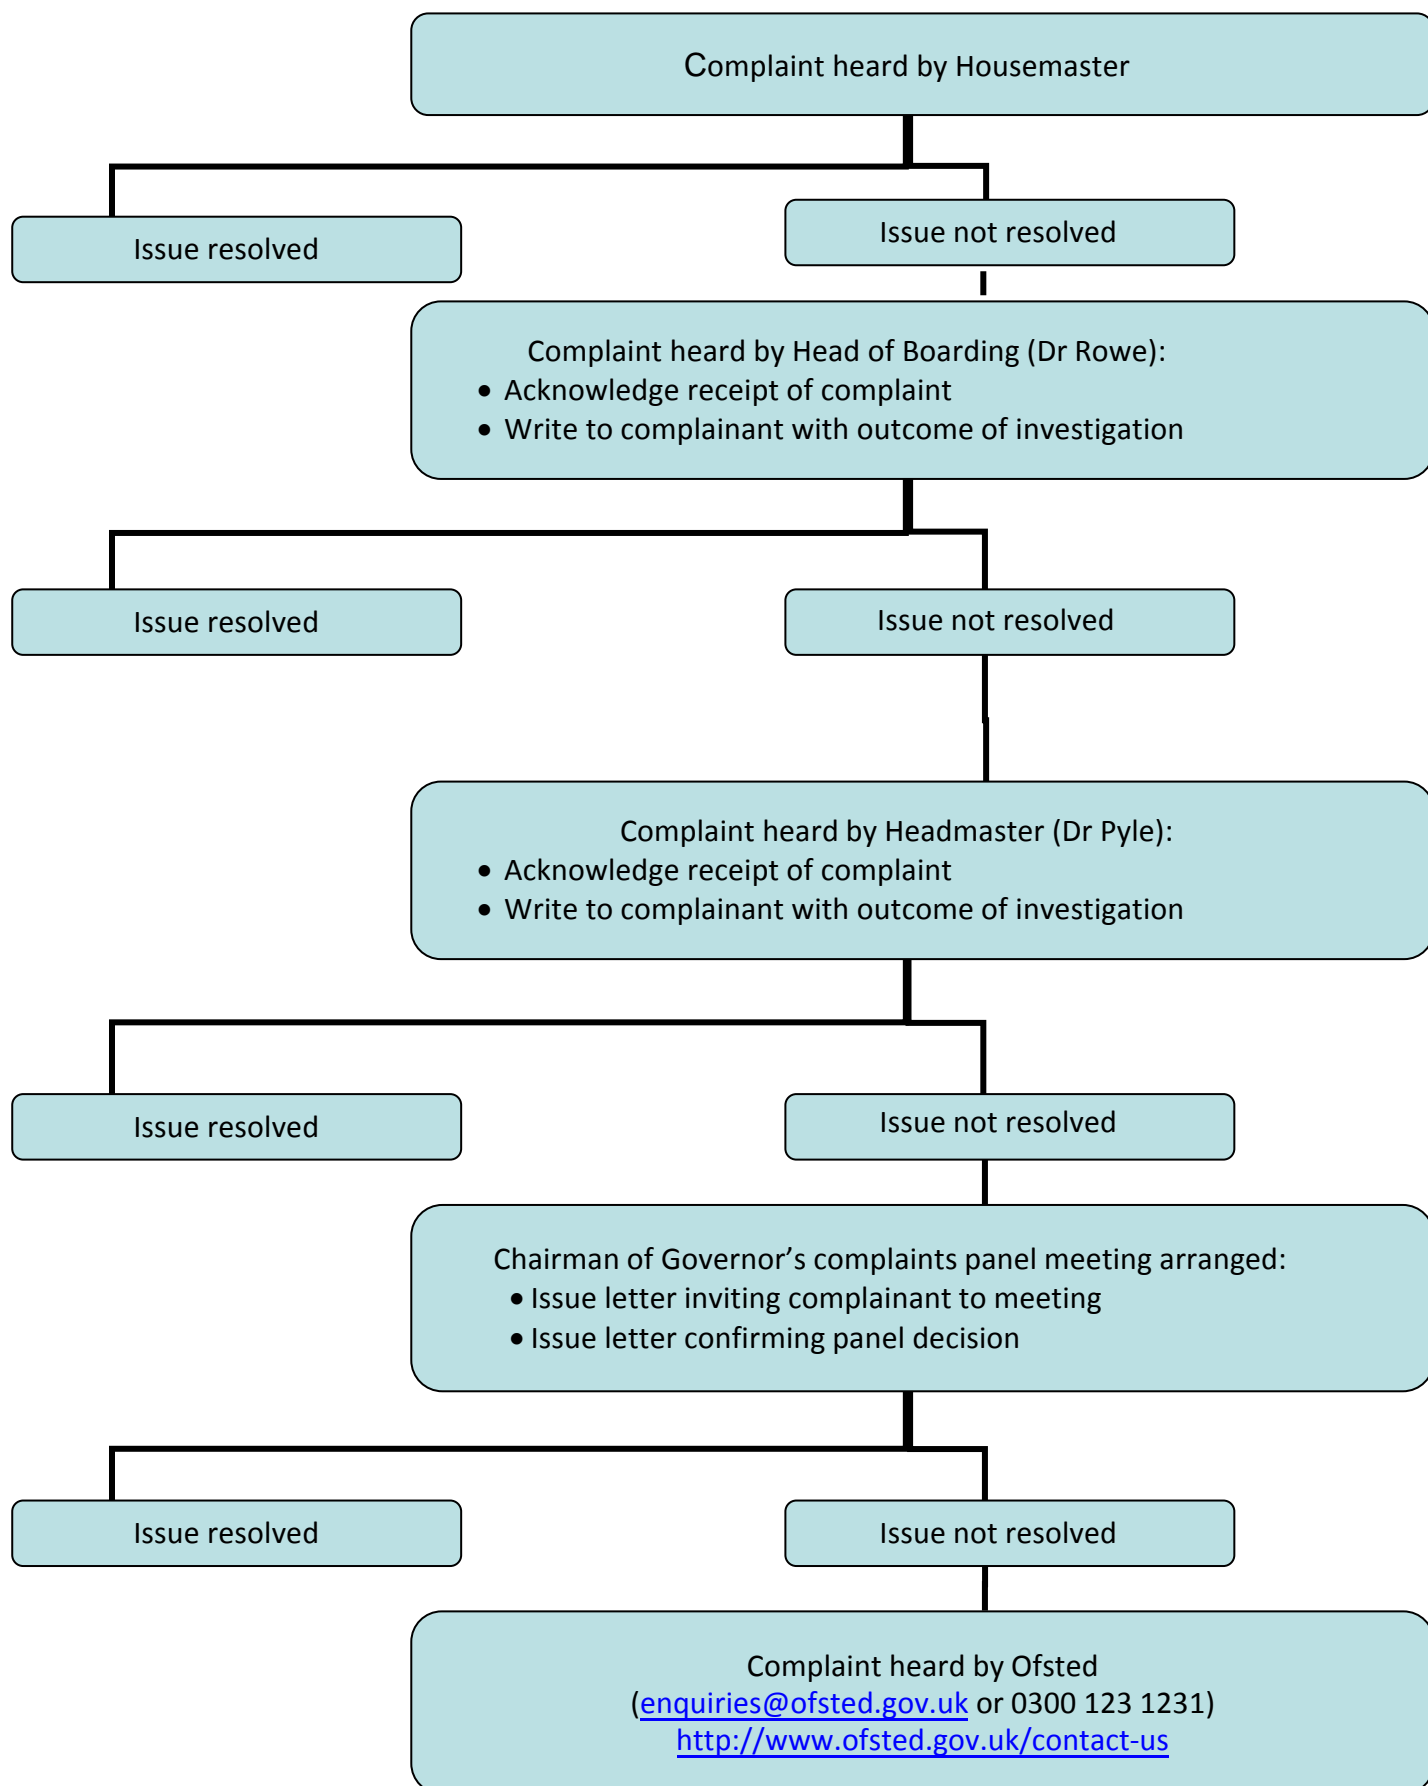 Complaint heard by Housemaster
Issue resolved
Issue not resolved
Complaint heard by Head of Boarding (Dr Rowe):
• Acknowledge receipt of complaint
• Write to complainant with outcome of investigation
Issue resolved
Issue not resolved
Complaint heard by Headmaster (Dr Pyle):
• Acknowledge receipt of complaint
• Write to complainant with outcome of investigation
Issue resolved
Issue not resolved
Chairman of Governor’s complaints panel meeting arranged:
• Issue letter inviting complainant to meeting
• Issue letter confirming panel decision
Issue resolved
Issue not resolved
Complaint heard by Ofsted
(enquiries@ofsted.gov.uk or 0300 123 1231)
http://www.ofsted.gov.uk/contact-us